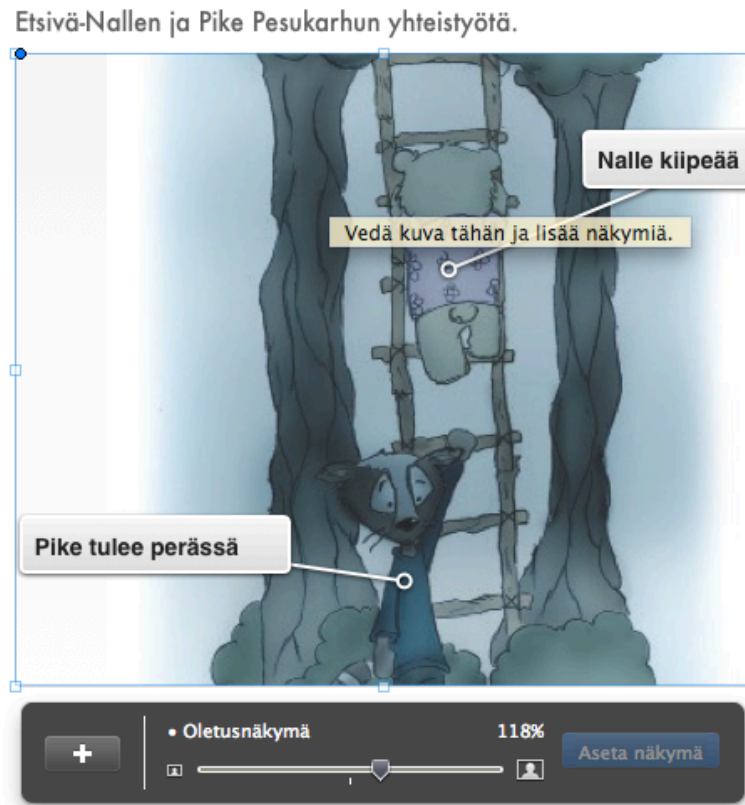 Etsivä-Nallen ja Pike Pesukarhun yhteistyötä.
Nalle kiipeää
Vedä kuva tähän ja lisää näkymiä.
Pike tulee perässä
• Oletusnäkymä 118%
Aseta näkymä